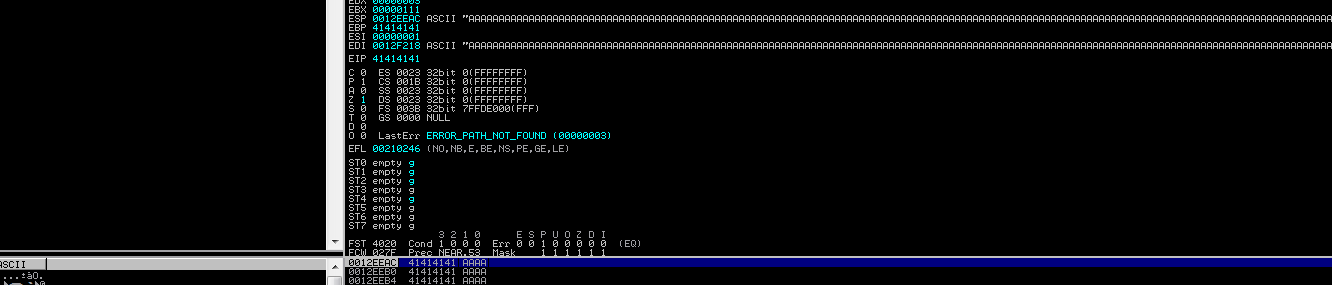 EDX 00000005
EBX 00000111
ESP 0012EEAC ASCII "AAAAAAAAAAAAAAAAAAAAAAAAAAAAAAAAAAAAAAAAAAAAAAAAAAAAAAAAAAAAAAAAAAAAAAAAAAAAAAAAAAAAAAAAAAAAAAAAAAAAAAAAAAAAAAAAAAAAAAAAAAAAAAAAAAAAAAAAAAAAAAA
EBP 41414141
ESI 00000001
EDI 0012F218 ASCII "AAAAAAAAAAAAAAAAAAAAAAAAAAAAAAAAAAAAAAAAAAAAAAAAAAAAAAAAAAAAAAAAAAAAAAAAAAAAAAAAAAAAAAAAAAAAAAAAAAAAAAAAAAAAAAAAAAAAAAAAAAAAAAAAAAAAAAAAAAAAAAA
EIP 41414141
C 0 ES 0023 32bit 0(FFFFFFFF)
P 1 CS 001B 32bit 0(FFFFFFFF)
A 0 SS 0023 32bit 0(FFFFFFFF)
Z 1 DS 0023 32bit 0(FFFFFFFF)
S 0 FS 003B 32bit 7FFDE000(FFF)
T 0 GS 0000 NULL
D 0
O 0 LastErr ERROR_PATH_NOT_FOUND (00000003)
EFL 00210246 (NO,NB,E,BE,NS,PE,GE,LE)
ST0 empty g
ST1 empty g
ST2 empty g
ST3 empty g
ST4 empty g
ST5 empty g
ST6 empty g
ST7 empty g
3 2 1 0 E S P U O Z D I
FST 4020 Cond 1 0 0 0 Err 0 0 1 0 0 0 0 0 (EQ)
FCW 027F Prec NEAR,53 Mask 1 1 1 1 1 1
ASCII
0012EEAC 41414141 AAAA
0012EEB0 41414141 AAAA
0012EEB4 41414141 AAAA